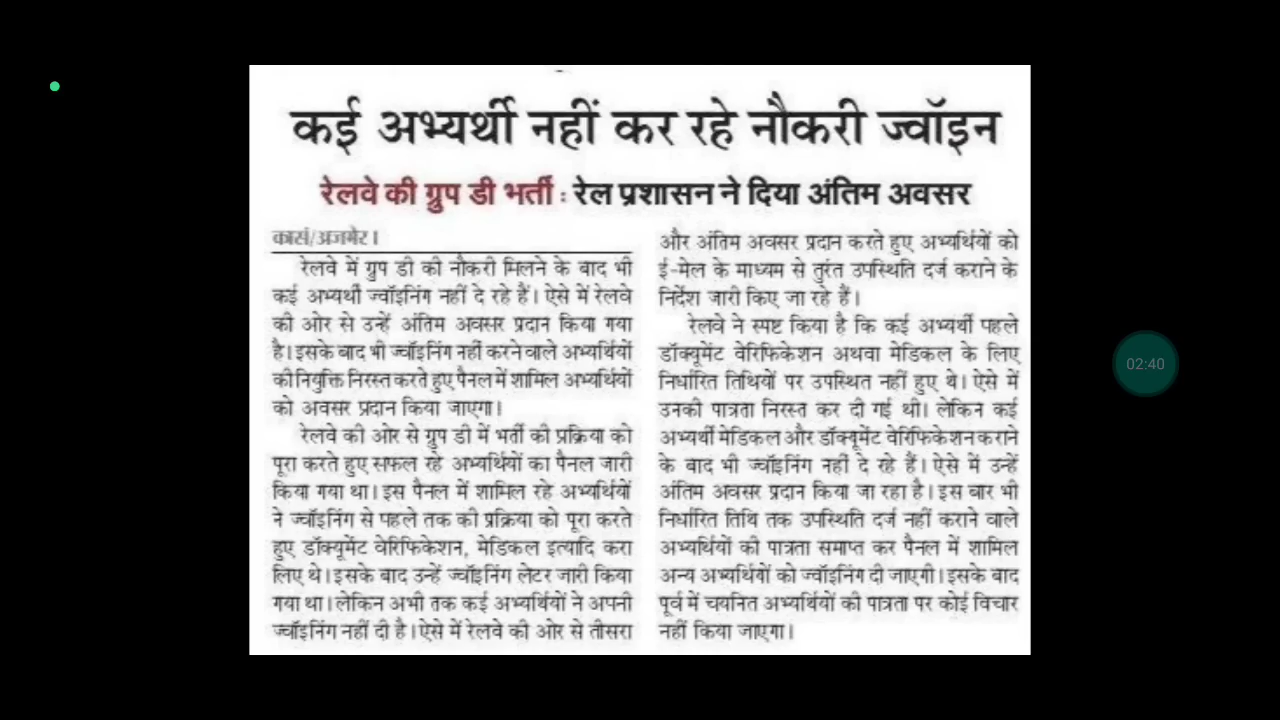 कई अभ्यर्थी नहीं कर रहे नौकरी ज्वॉइन
रेलवे की ग्रुप डी भर्ती : रेल प्रशासन ने दिया अंतिम अवसर
कासं/अजमेर।
रेलवे में ग्रुप डी की नौकरी मिलने के बाद भी
कई अभ्यर्थी ज्वॉइनिंग नहीं दे रहे हैं। ऐसे में रेलवे
की ओर से उन्हें अंतिम अवसर प्रदान किया गया
है। इसके बाद भी ज्वॉइनिंग नहीं करने वाले अभ्यर्थियों
की नियुक्ति निरस्त करते हुए पैनल में शामिल अभ्यर्थियों
को अवसर प्रदान किया जाएगा।
रेलवे की ओर से ग्रुप डी में भर्ती की प्रक्रिया को
पूरा करते हुए सफल रहे अभ्यर्थियों का पैनल जारी
किया गया था। इस पैनल में शामिल रहे अभ्यर्थियों
ने ज्वॉइनिंग से पहले तक की प्रक्रिया को पूरा करते
हुए डॉक्यूमेंट वेरिफिकेशन, मेडिकल इत्यादि करा
लिए थे। इसके बाद उन्हें ज्वॉइनिंग लेटर जारी किया
गया था। लेकिन अभी तक कई अभ्यर्थियों ने अपनी
ज्वॉइनिंग नहीं दी है। ऐसे में रेलवे की ओर से तीसरा
और अंतिम अवसर प्रदान करते हुए अभ्यर्थियों को
ई-मेल के माध्यम से तुरंत उपस्थिति दर्ज कराने के
निर्देश जारी किए जा रहे हैं।
रेलवे ने स्पष्ट किया है कि कई अभ्यर्थी पहले
डॉक्यूमेंट वेरिफिकेशन अथवा मेडिकल के लिए
निर्धारित तिथियों पर उपस्थित नहीं हुए थे। ऐसे में
उनकी पात्रता निरस्त कर दी गई थी। लेकिन कई
अभ्यर्थी मेडिकल और डॉक्यूमेंट वेरिफिकेशन कराने
के बाद भी ज्वॉइनिंग नहीं दे रहे हैं। ऐसे में उन्हें
अंतिम अवसर प्रदान किया जा रहा है। इस बार भी
निर्धारित तिथि तक उपस्थिति दर्ज नहीं कराने वाले
अभ्यर्थियों की पात्रता समाप्त कर पैनल में शामिल
अन्य अभ्यर्थियों को ज्वॉइनिंग दी जाएगी। इसके बाद
पूर्व में चयनित अभ्यर्थियों की पात्रता पर कोई विचार
नहीं किया जाएगा।
02:40